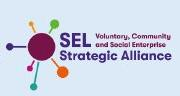 SEL Voluntary, Community
and Social Enterprise
Strategic Alliance